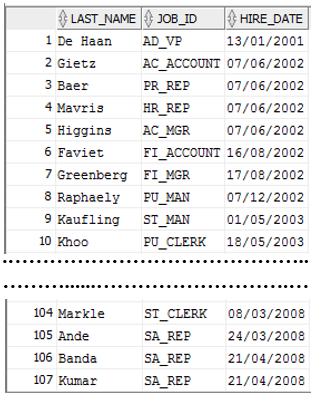 LAST_NAME JOB_ID HIRE_DATE
1 De Haan AD_VP 13/01/2001
2 Gietz AC_ACCOUNT 07/06/2002
3 Baer PR_REP 07/06/2002
4 Mavris HR_REP 07/06/2002
5 Higgins AC_MGR 07/06/2002
6 Faviet FI_ACCOUNT 16/08/2002
7 Greenberg FI_MGR 17/08/2002
8 Raphaely PU_MAN 07/12/2002
9 Kaufling ST_MAN 01/05/2003
10 Khoo PU_CLERK 18/05/2003
104 Markle ST_CLERK 08/03/2008
105 Ande SA_REP 24/03/2008
106 Banda SA_REP 21/04/2008
107 Kumar SA_REP 21/04/2008